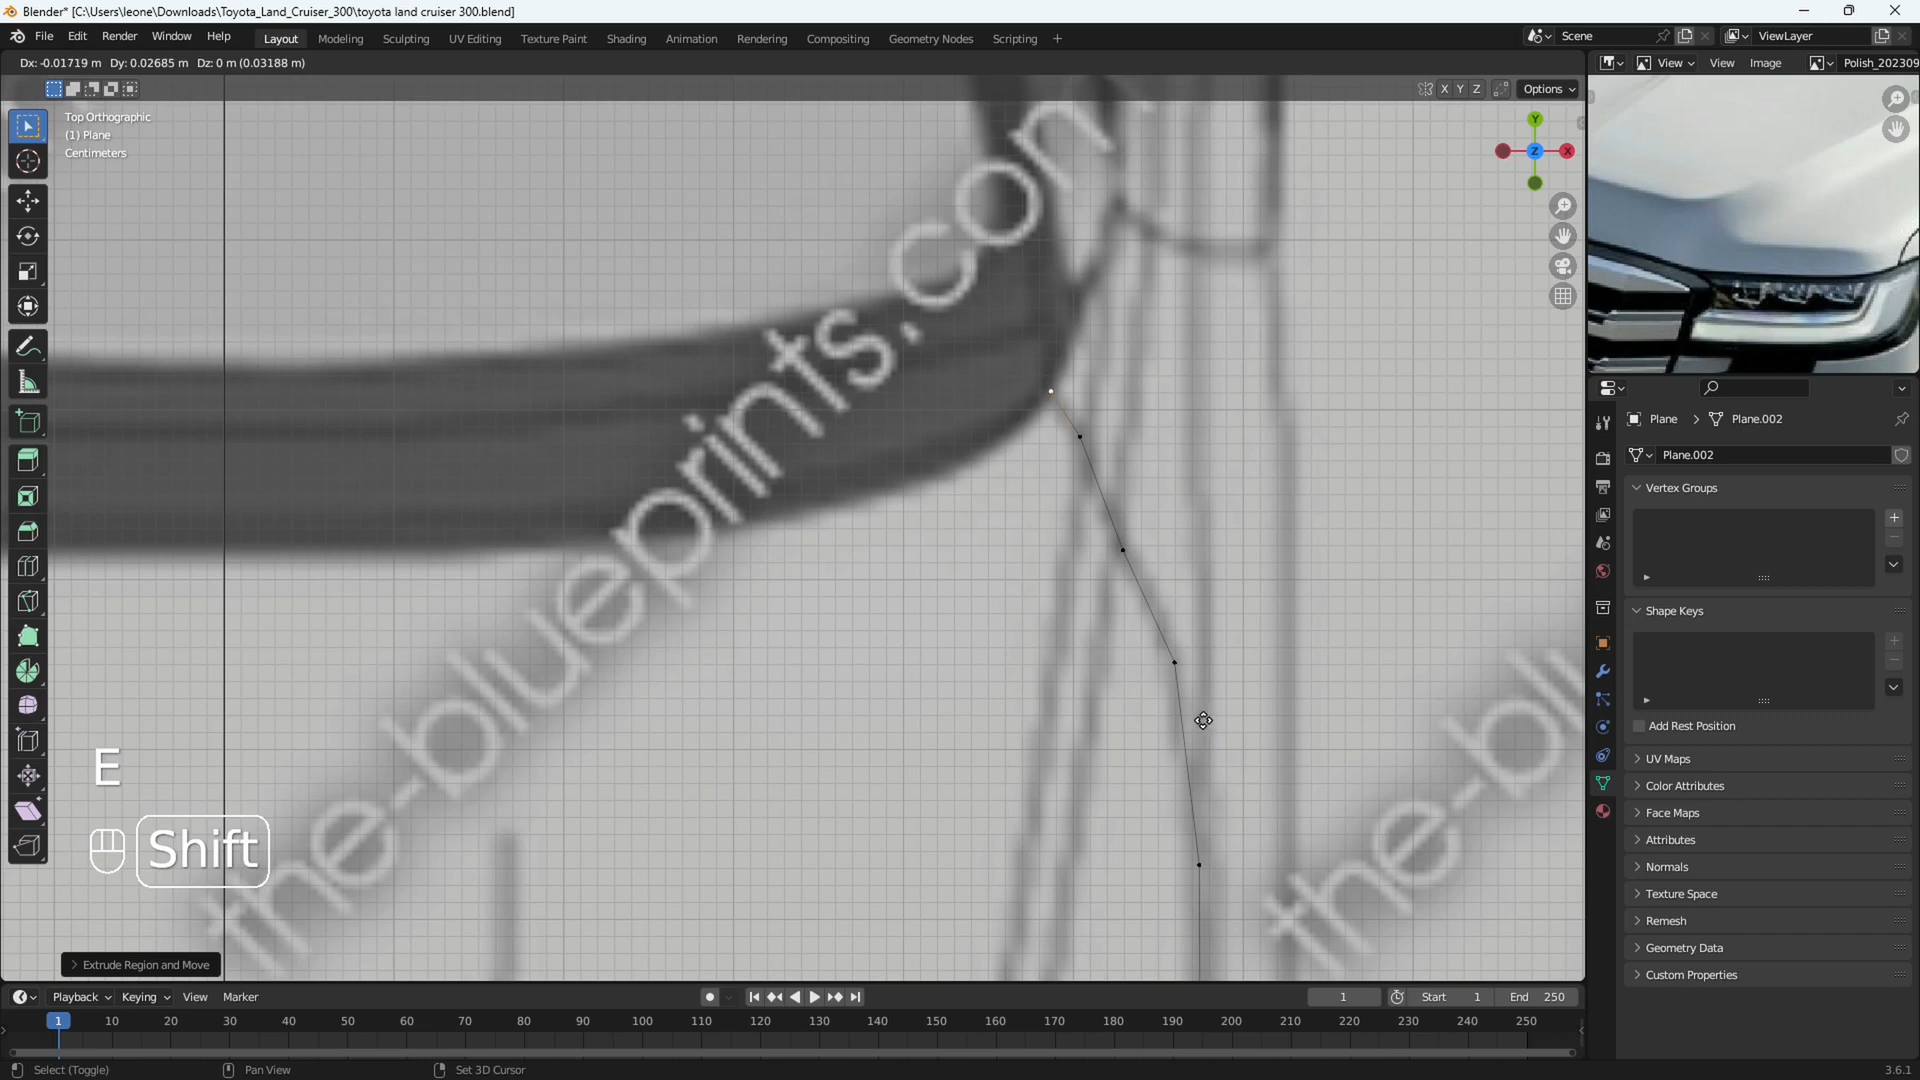 Blender* [C:\Users\leone\Downloads\Toyota_Land_Cruiser_300\toyota land cruiser 300.blend]
File Edit Render Window Help Layout Modeling Sculpting UV Editing Texture Paint Shading Animation Rendering Compositing Geometry Nodes Scripting +
Scene ViewLayer
Dx: -0.01719 m Dy: 0.02685 m Dz: 0 m (0.03188 m)
View View Image Polish_202309
X Y Z Options
Top Orthographic
(1) Plane
Centimeters
Y
Z X
the-blueprints.com
the-blu
Plane > Plane.002
Plane.002
Vertex Groups
Shape Keys
Add Rest Position
UV Maps
Color Attributes
Face Maps
Attributes
Normals
Texture Space
Remesh
Geometry Data
Custom Properties
E
Shift
Extrude Region and Move
Playback Keying View Marker
1 Start 1 End 250
1 10 20 30 40 50 60 70 80 90 100 110 120 130 140 150 160 170 180 190 200 210 220 230 240 250
Select (Toggle) Pan View Set 3D Cursor 3.6.1